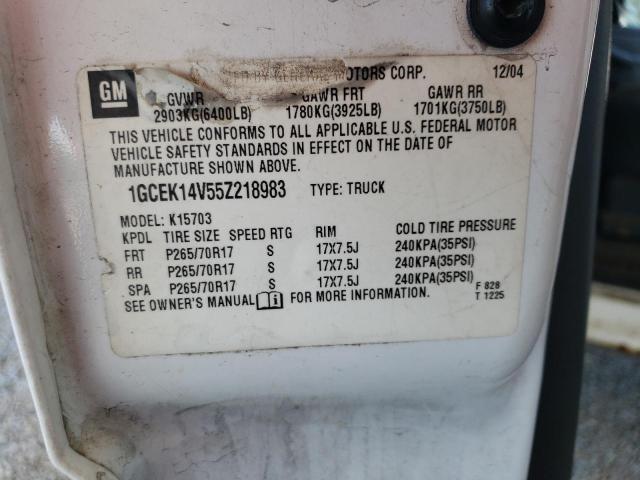 GM
MOTORS CORP. 12/04
GVWR GAWR FRT GAWR RR
2903KG(6400LB) 1780KG(3925LB) 1701KG(3750LB)
THIS VEHICLE CONFORMS TO ALL APPLICABLE U.S. FEDERAL MOTOR
VEHICLE SAFETY STANDARDS IN EFFECT ON THE DATE OF
MANUFACTURE SHOWN ABOVE.
1GCEK14V55Z218983 TYPE: TRUCK
MODEL: K15703
KPDL TIRE SIZE SPEED RTG RIM COLD TIRE PRESSURE
FRT P265/70R17 S 17X7.5J 240KPA(35PSI)
RR P265/70R17 S 17X7.5J 240KPA(35PSI)
SPA P265/70R17 S 17X7.5J 240KPA(35PSI)
SEE OWNER'S MANUAL FOR MORE INFORMATION. F 828
T 1225